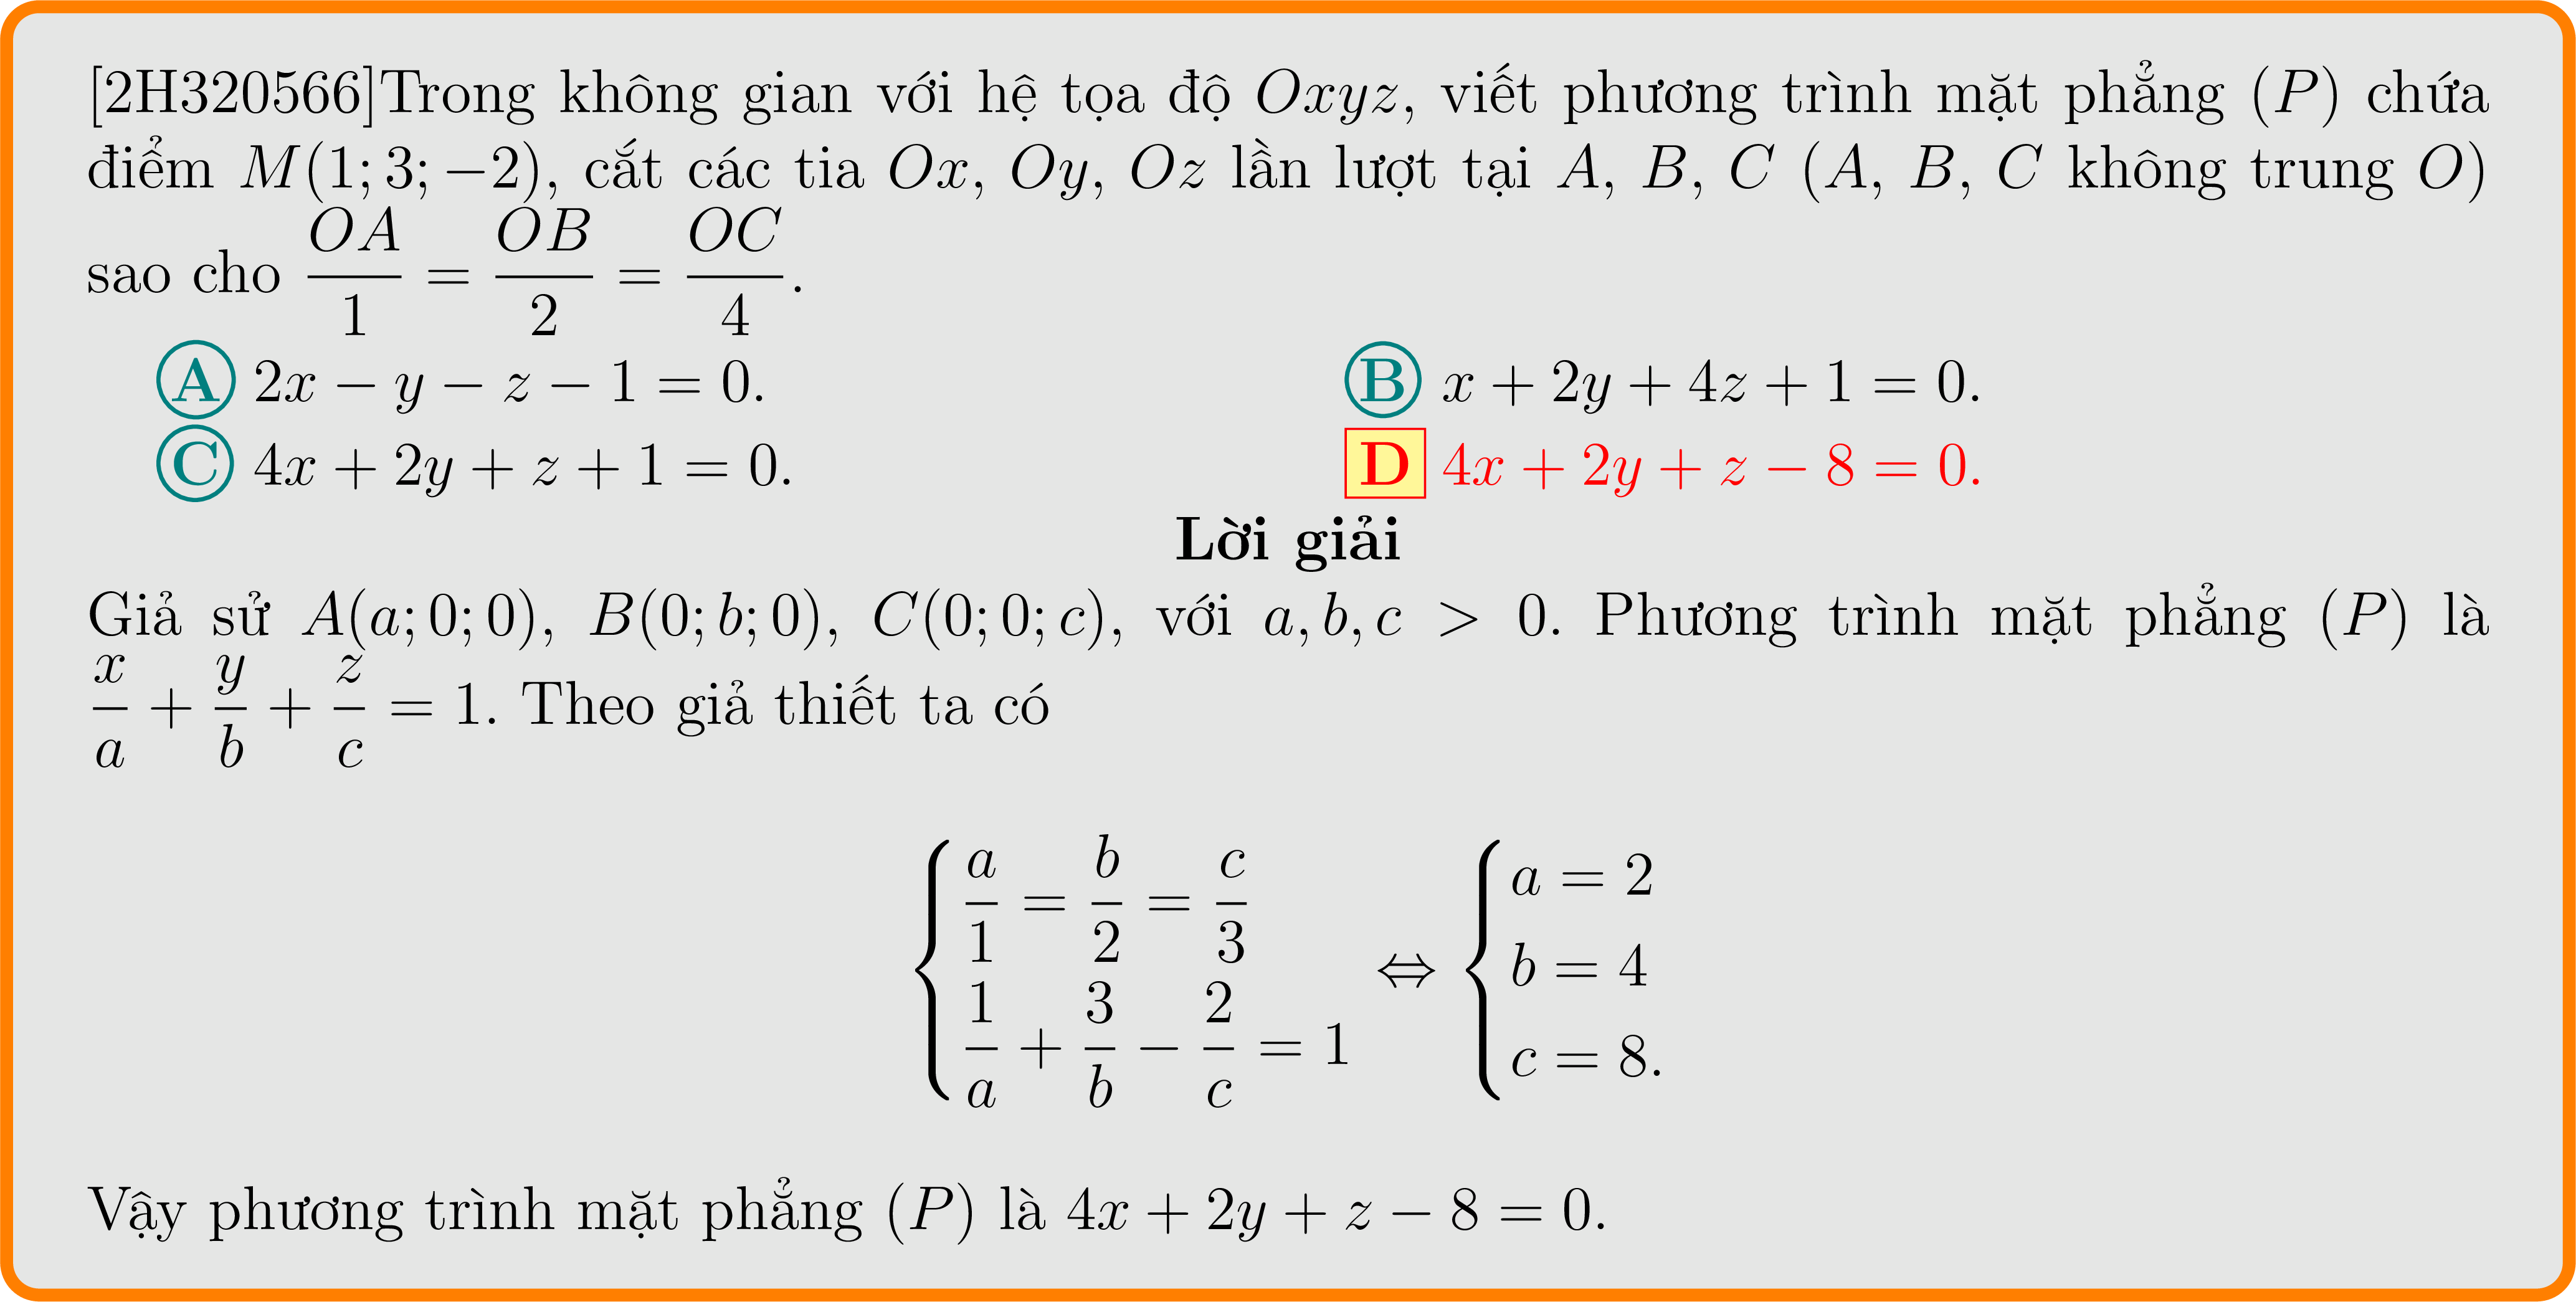 [2H320566]Trong không gian với hệ tọa độ Oxyz, viết phương trình mặt phẳng (P) chứa
điểm M(1; 3; −2), cắt các tia Ox, Oy, Oz lần lượt tại A, B, C (A, B, C không trung O)
sao cho \frac{OA}{1} = \frac{OB}{2} = \frac{OC}{4}.
A 2x − y − z − 1 = 0. B x + 2y + 4z + 1 = 0.
C 4x + 2y + z + 1 = 0. D 4x + 2y + z − 8 = 0.
Lời giải
Giả sử A(a; 0; 0), B(0; b; 0), C(0; 0; c), với a, b, c > 0. Phương trình mặt phẳng (P) là
\frac{x}{a} + \frac{y}{b} + \frac{z}{c} = 1. Theo giả thiết ta có
\begin{cases} \frac{a}{1} = \frac{b}{2} = \frac{c}{3} \\ \frac{1}{a} + \frac{3}{b} − \frac{2}{c} = 1 \end{cases} ⇔ \begin{cases} a = 2 \\ b = 4 \\ c = 8. \end{cases}
Vậy phương trình mặt phẳng (P) là 4x + 2y + z − 8 = 0.